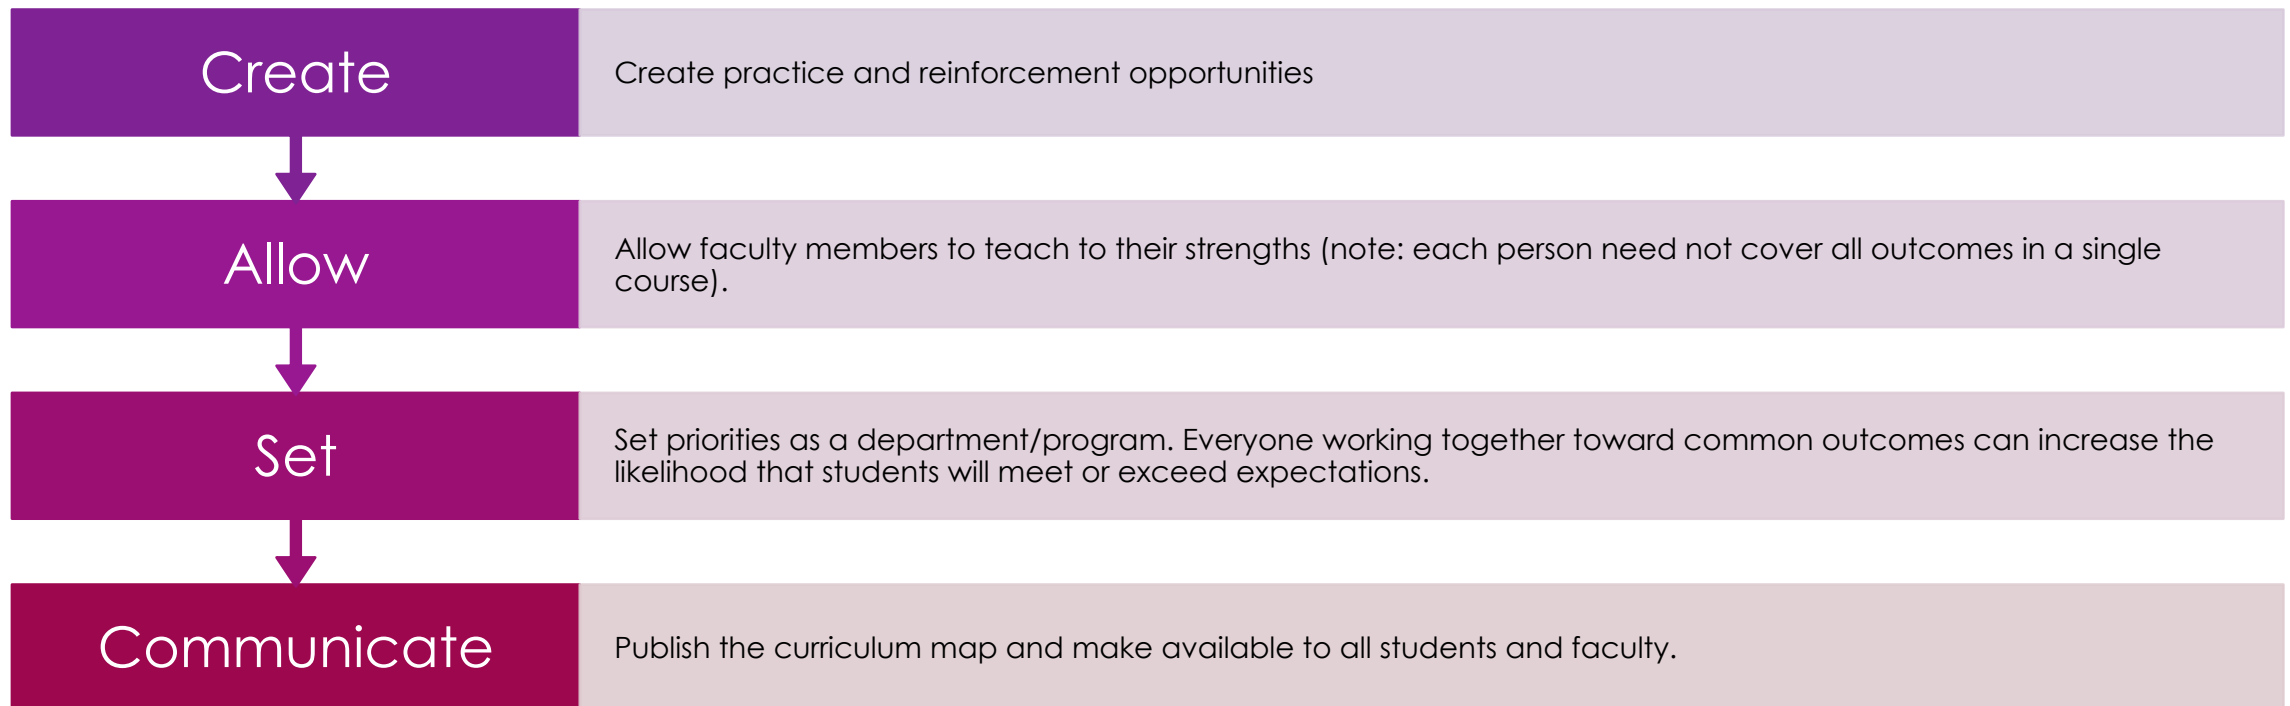 Create
Create practice and reinforcement opportunities
Allow
Allow faculty members to teach to their strengths (note: each person need not cover all outcomes in a single
course).
Set
Set priorities as a department/program. Everyone working together toward common outcomes can increase the
likelihood that students will meet or exceed expectations.
Communicate
Publish the curriculum map and make available to all students and faculty.